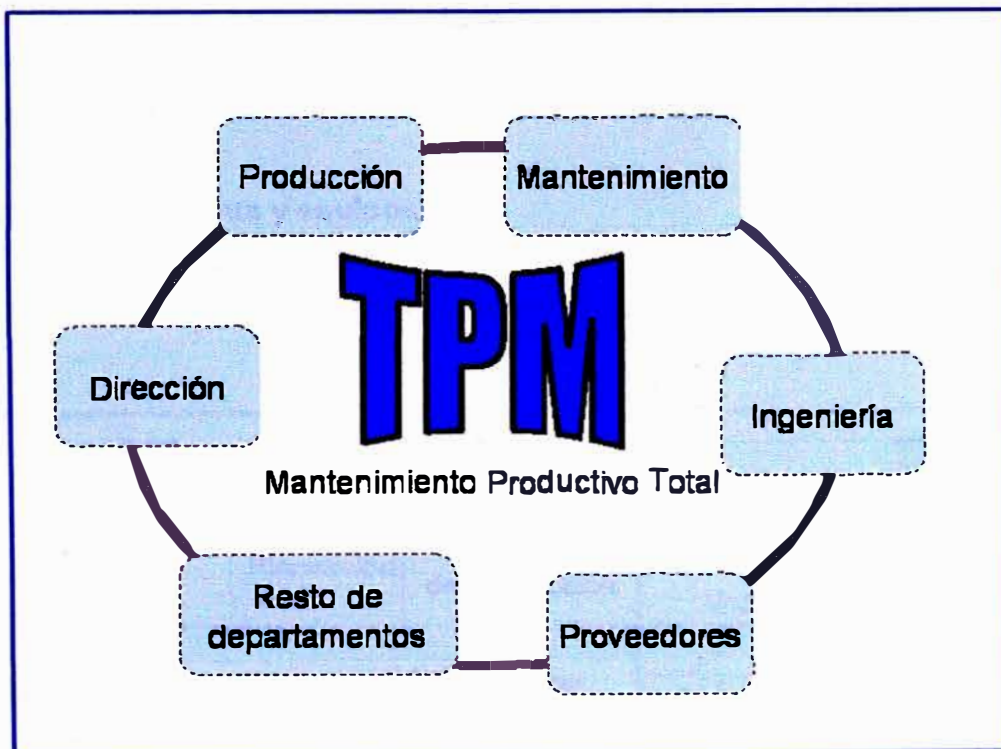 Producción
Mantenimiento
TPM
Dirección
Ingeniería
Mantenimiento Productivo Total
Resto de
departamentos
Proveedores